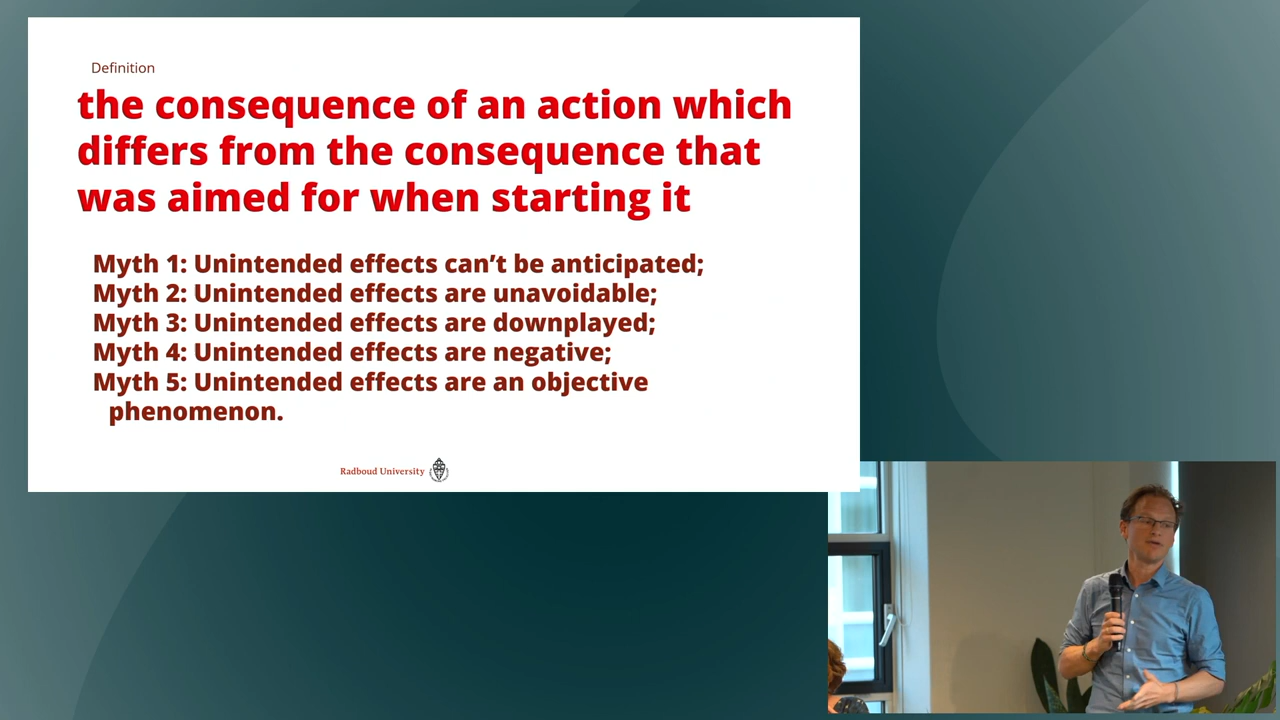 Definition
the consequence of an action which
differs from the consequence that
was aimed for when starting it
Myth 1: Unintended effects can’t be anticipated;
Myth 2: Unintended effects are unavoidable;
Myth 3: Unintended effects are downplayed;
Myth 4: Unintended effects are negative;
Myth 5: Unintended effects are an objective
phenomenon.
Radboud University